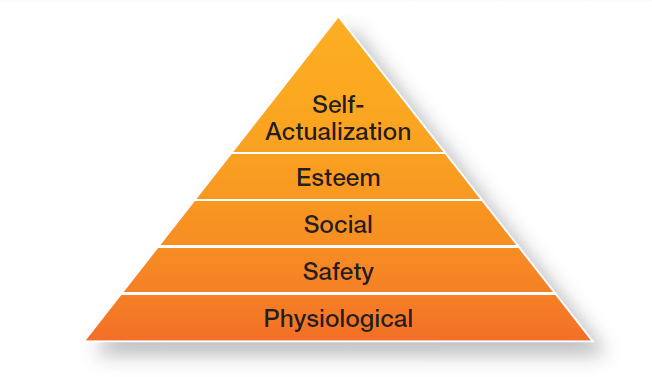 Self-
Actualization
Esteem
Social
Safety
Physiological